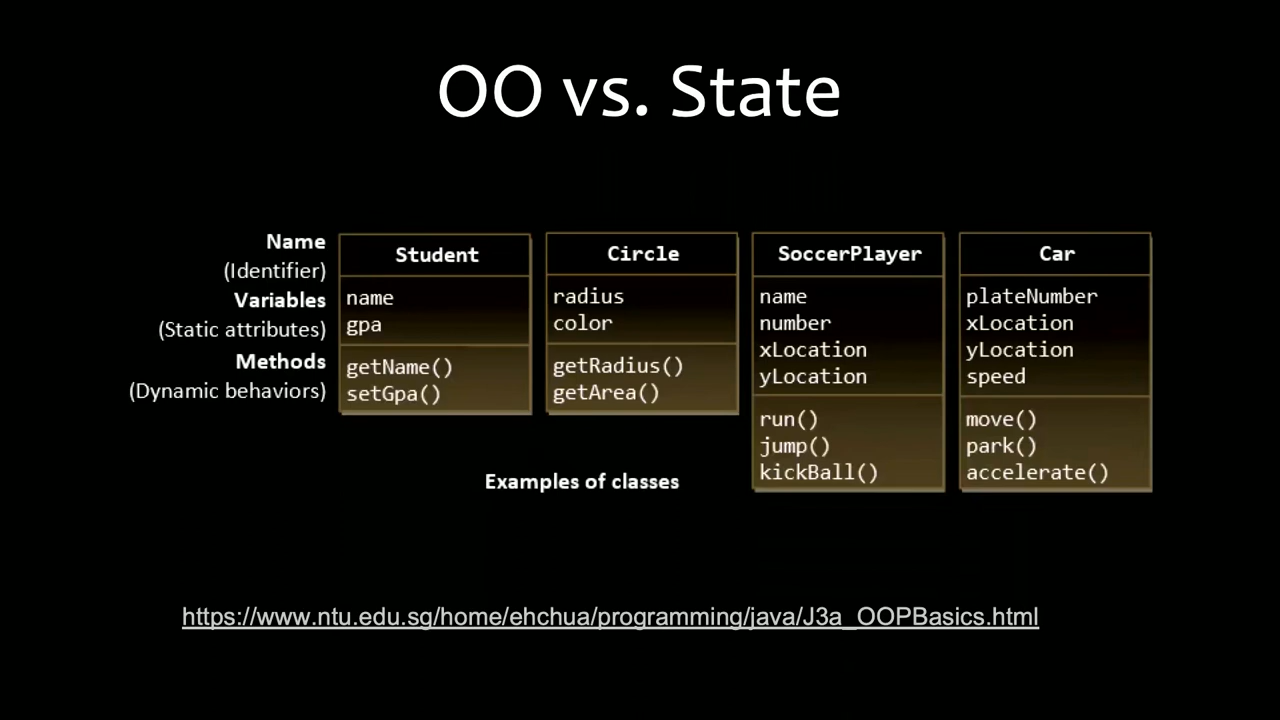 OO vs. State
Name
(Identifier)
Variables
(Static attributes)
Methods
(Dynamic behaviors)
Student
name
gpa
getName()
setGpa()
Circle
radius
color
getRadius()
getArea()
SoccerPlayer
name
number
xLocation
yLocation
run()
jump()
kickBall()
Car
plateNumber
xLocation
yLocation
speed
move()
park()
accelerate()
Examples of classes
https://www.ntu.edu.sg/home/ehchua/programming/java/J3a_OOPBasics.html